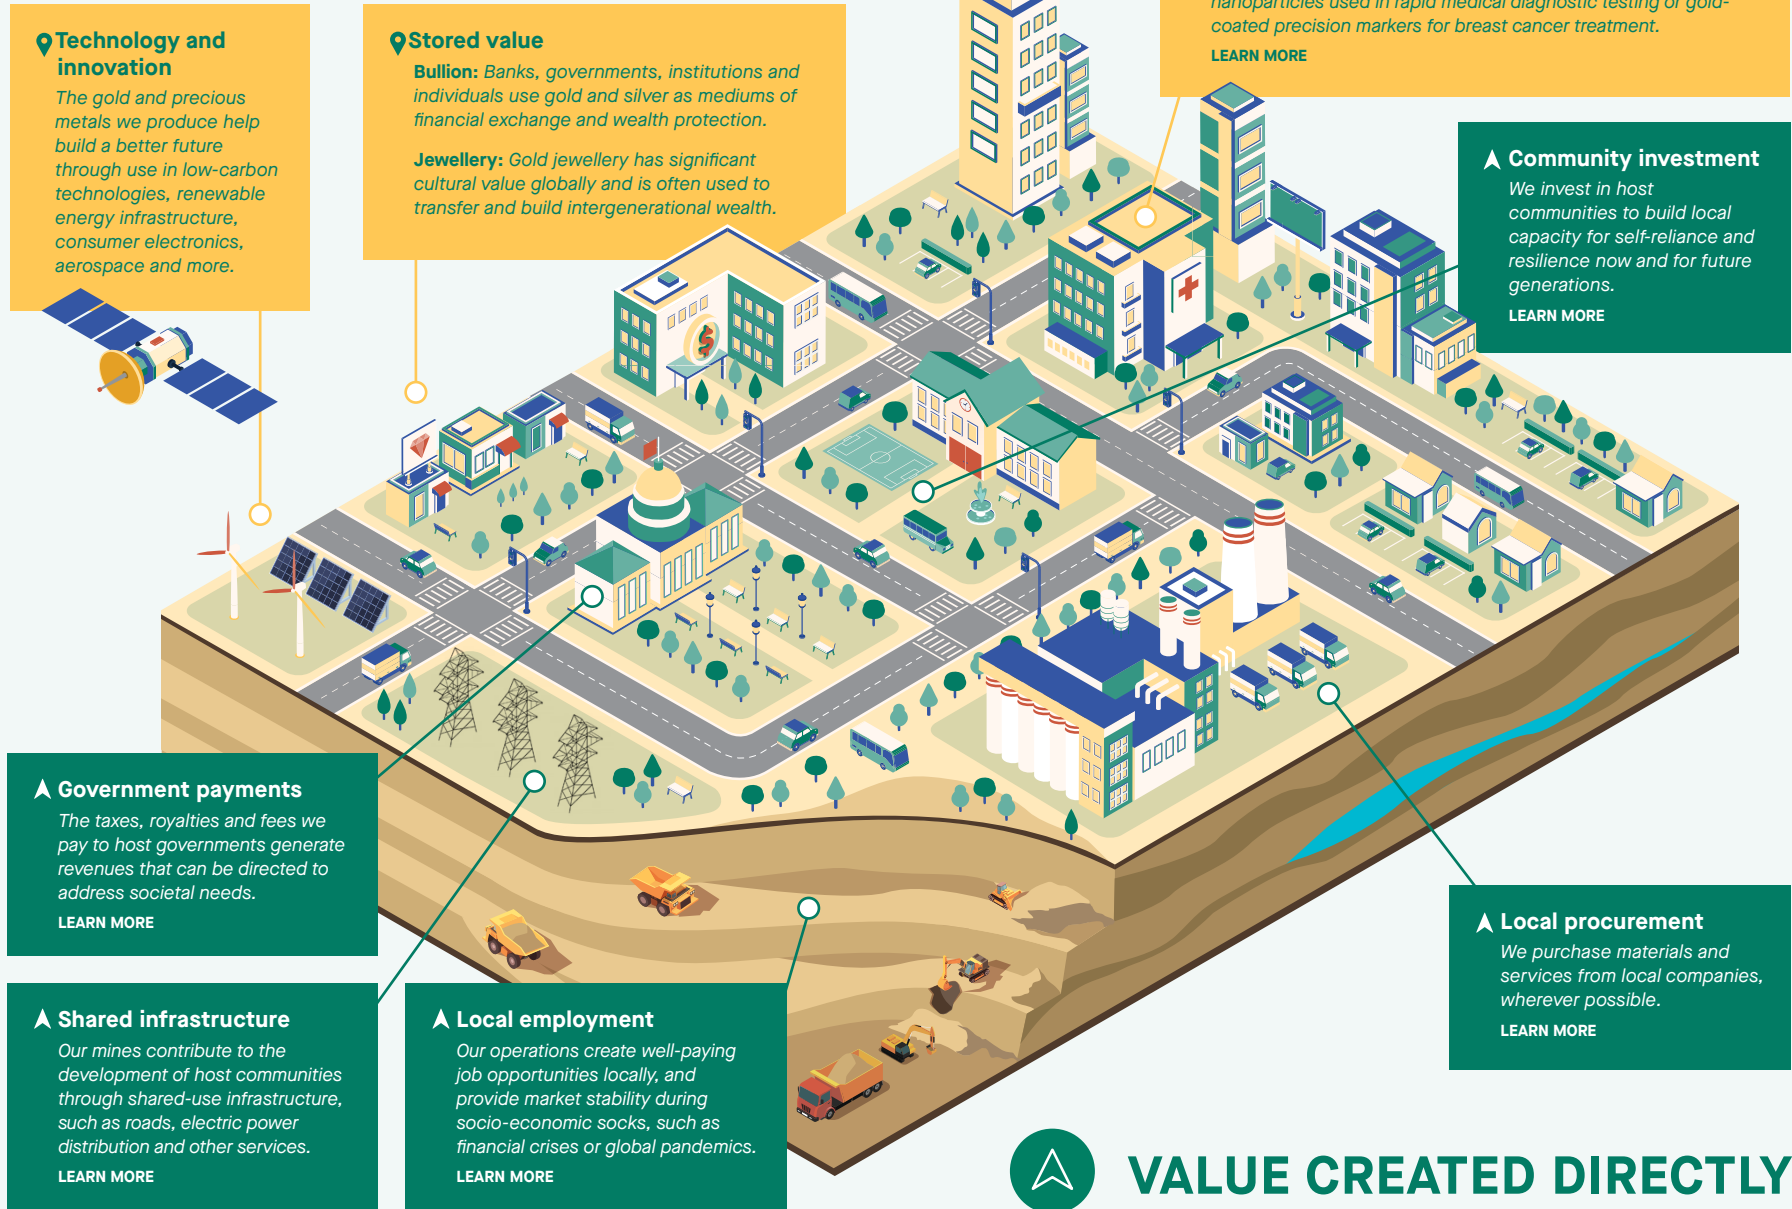 Technology and
innovation
The gold and precious
metals we produce help
build a better future
through use in low-carbon
technologies, renewable
energy infrastructure,
consumer electronics,
aerospace and more.
Stored value
Bullion: Banks, governments, institutions and
individuals use gold and silver as mediums of
financial exchange and wealth protection.
Jewellery: Gold jewellery has significant
cultural value globally and is often used to
transfer and build intergenerational wealth.
nanoparticles used in rapid medical diagnostic testing or gold-
coated precision markers for breast cancer treatment.
LEARN MORE
Community investment
We invest in host
communities to build local
capacity for self-reliance and
resilience now and for future
generations.
LEARN MORE
$
Government payments
The taxes, royalties and fees we
pay to host governments generate
revenues that can be directed to
address societal needs.
LEARN MORE
Shared infrastructure
Our mines contribute to the
development of host communities
through shared-use infrastructure,
such as roads, electric power
distribution and other services.
LEARN MORE
Local employment
Our operations create well-paying
job opportunities locally, and
provide market stability during
socio-economic socks, such as
financial crises or global pandemics.
LEARN MORE
Local procurement
We purchase materials and
services from local companies,
wherever possible.
LEARN MORE
VALUE CREATED DIRECTLY